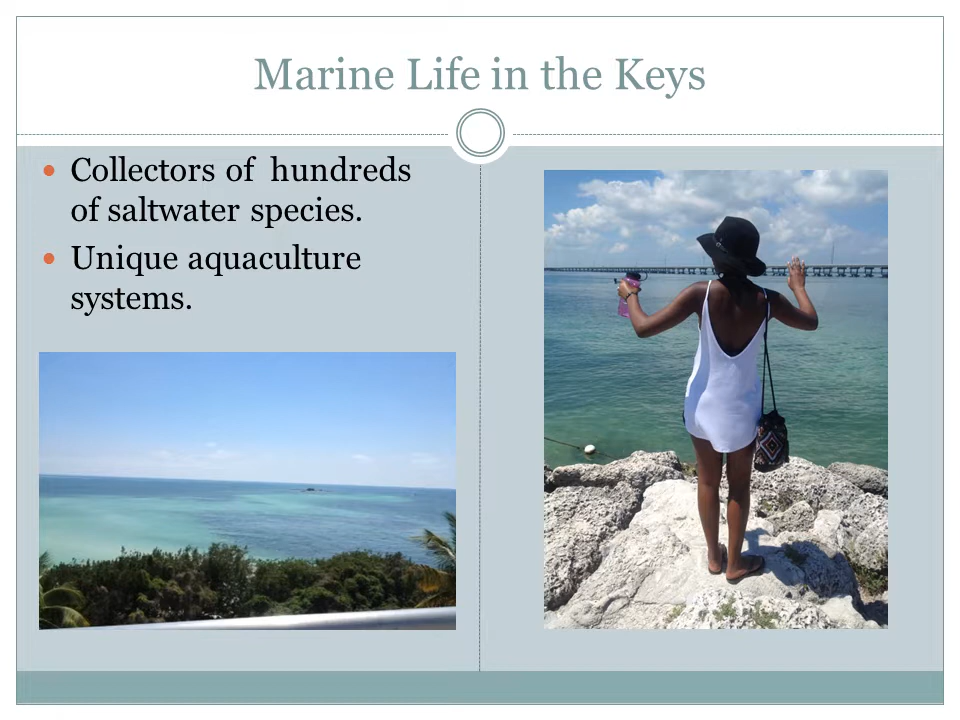 Marine Life in the Keys
Collectors of  hundreds
of saltwater species.
Unique aquaculture
systems.